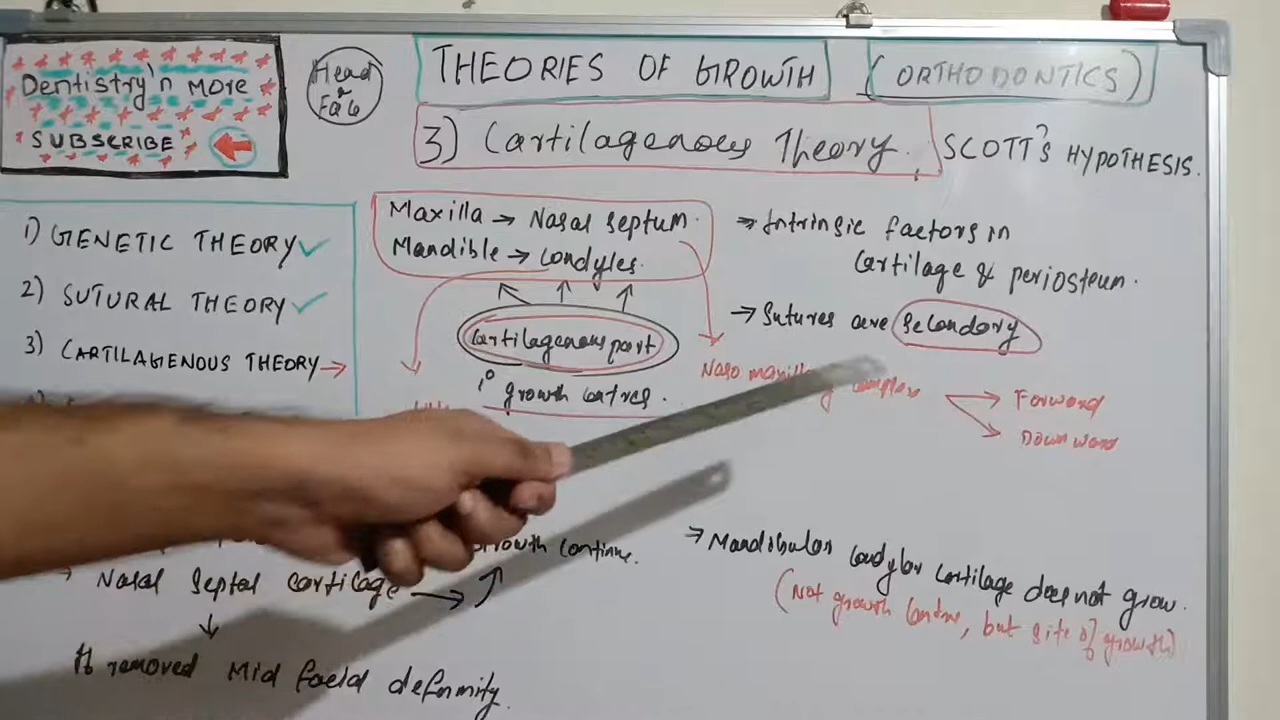 Dentistry'n more
SUBSCRIBE
Head
&
Face
THEORIES OF GROWTH
(ORTHODONTICS)
3) Cartilagenous Theory.
SCOTT's HYPOTHESIS.
1) GENETIC THEORY ✓
2) SUTURAL THEORY ✓
3) CARTILAGENOUS THEORY →
Maxilla → Nasal septum.
Mandible → Condyles.
Cartilagenous part
1° growth centres.
→ Intrinsic factors in
Cartilage & periosteum.
→ Sutures are Secondary
Naso maxillary complex
Forward
Downward
growth continue.
→ Nasal Septal cartilage →
↓
If removed Mid facial deformity.
→ Mandibular condylar cartilage does not grow.
(Not growth centre, but site of growth)